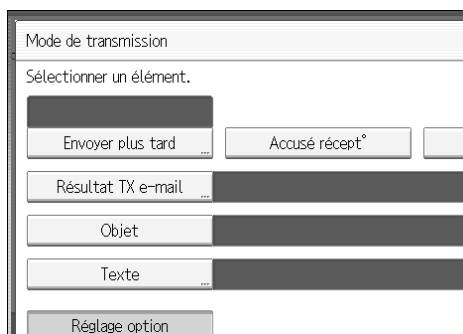 Mode de transmission
Sélectionner un élément.
Envoyer plus tard ... Accusé récept°
Résultat TX e-mail ...
Objet
Texte ...
Réglage option